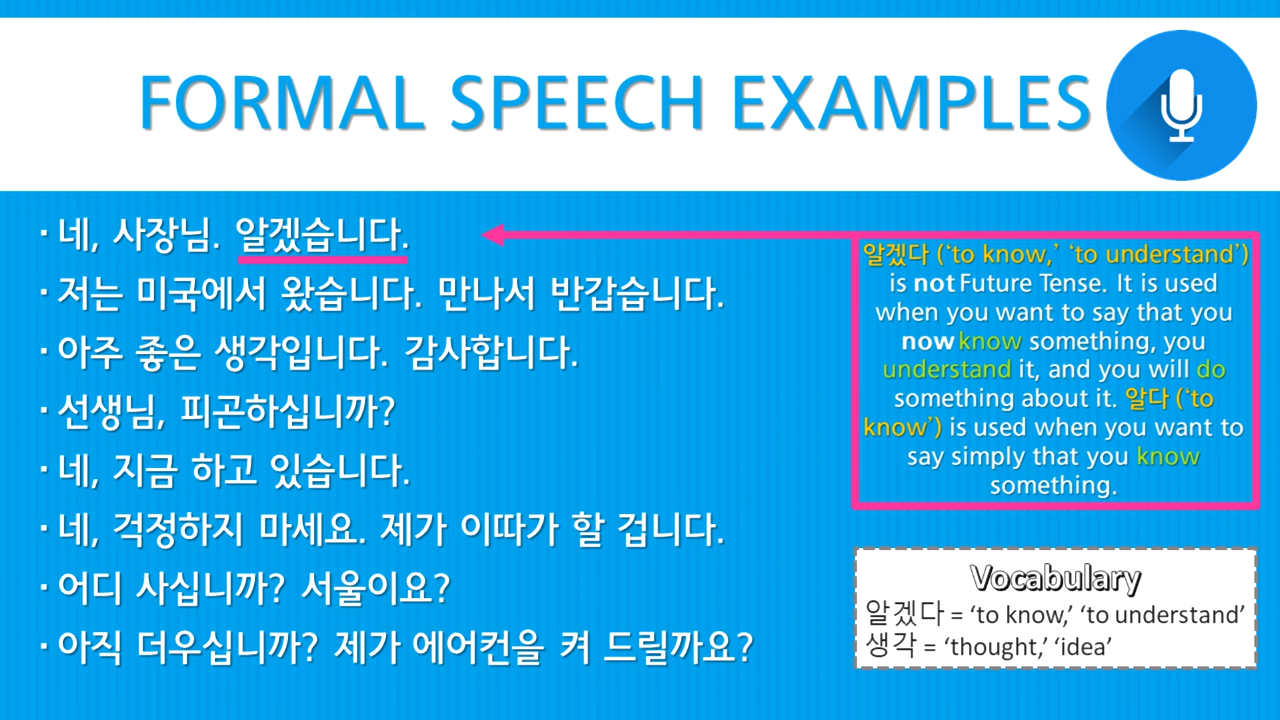 FORMAL SPEECH EXAMPLES
· 네, 사장님. 알겠습니다.
· 저는 미국에서 왔습니다. 만나서 반갑습니다.
· 아주 좋은 생각입니다. 감사합니다.
· 선생님, 피곤하십니까?
· 네, 지금 하고 있습니다.
· 네, 걱정하지 마세요. 제가 이따가 할 겁니다.
· 어디 사십니까? 서울이요?
· 아직 더우십니까? 제가 에어컨을 켜 드릴까요?
알겠다 (‘to know,’ ‘to understand’)
is not Future Tense. It is used
when you want to say that you
now know something, you
understand it, and you will do
something about it. 알다 (‘to
know’) is used when you want to
say simply that you know
something.
Vocabulary
알겠다 = ‘to know,’ ‘to understand’
생각 = ‘thought,’ ‘idea’